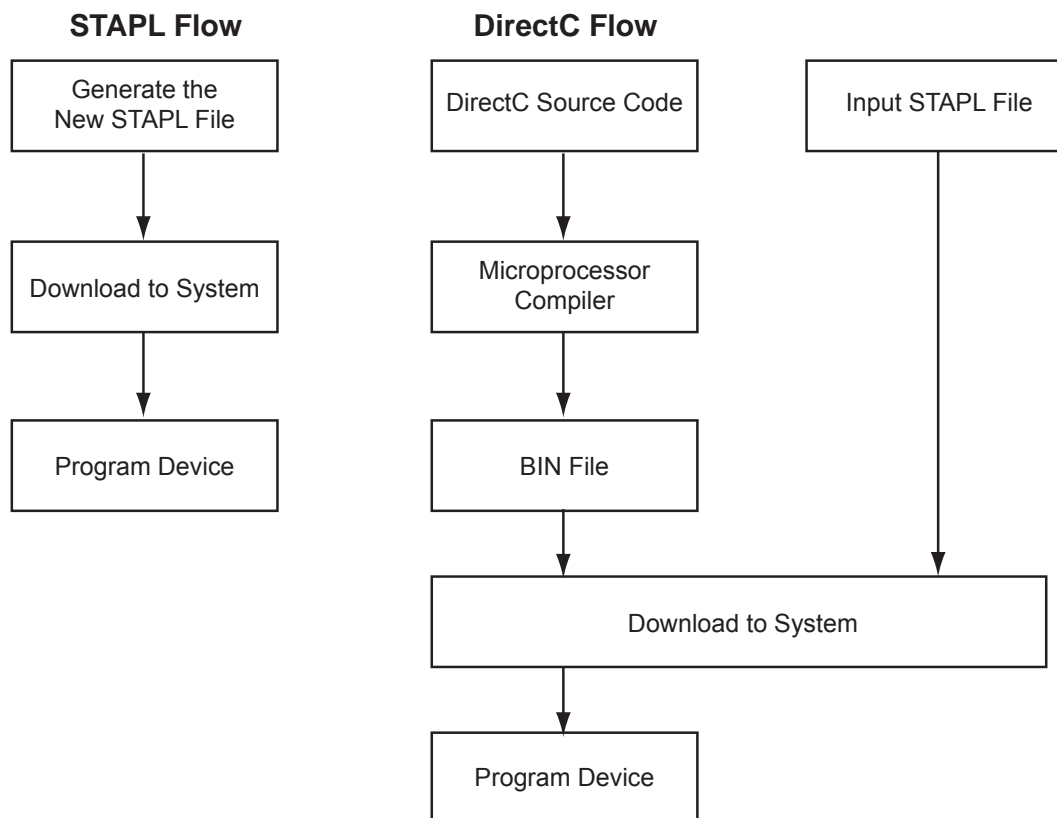 STAPL Flow
Generate the
New STAPL File
Download to System
Program Device
DirectC Flow
DirectC Source Code
Microprocessor
Compiler
BIN File
Input STAPL File
Download to System
Program Device